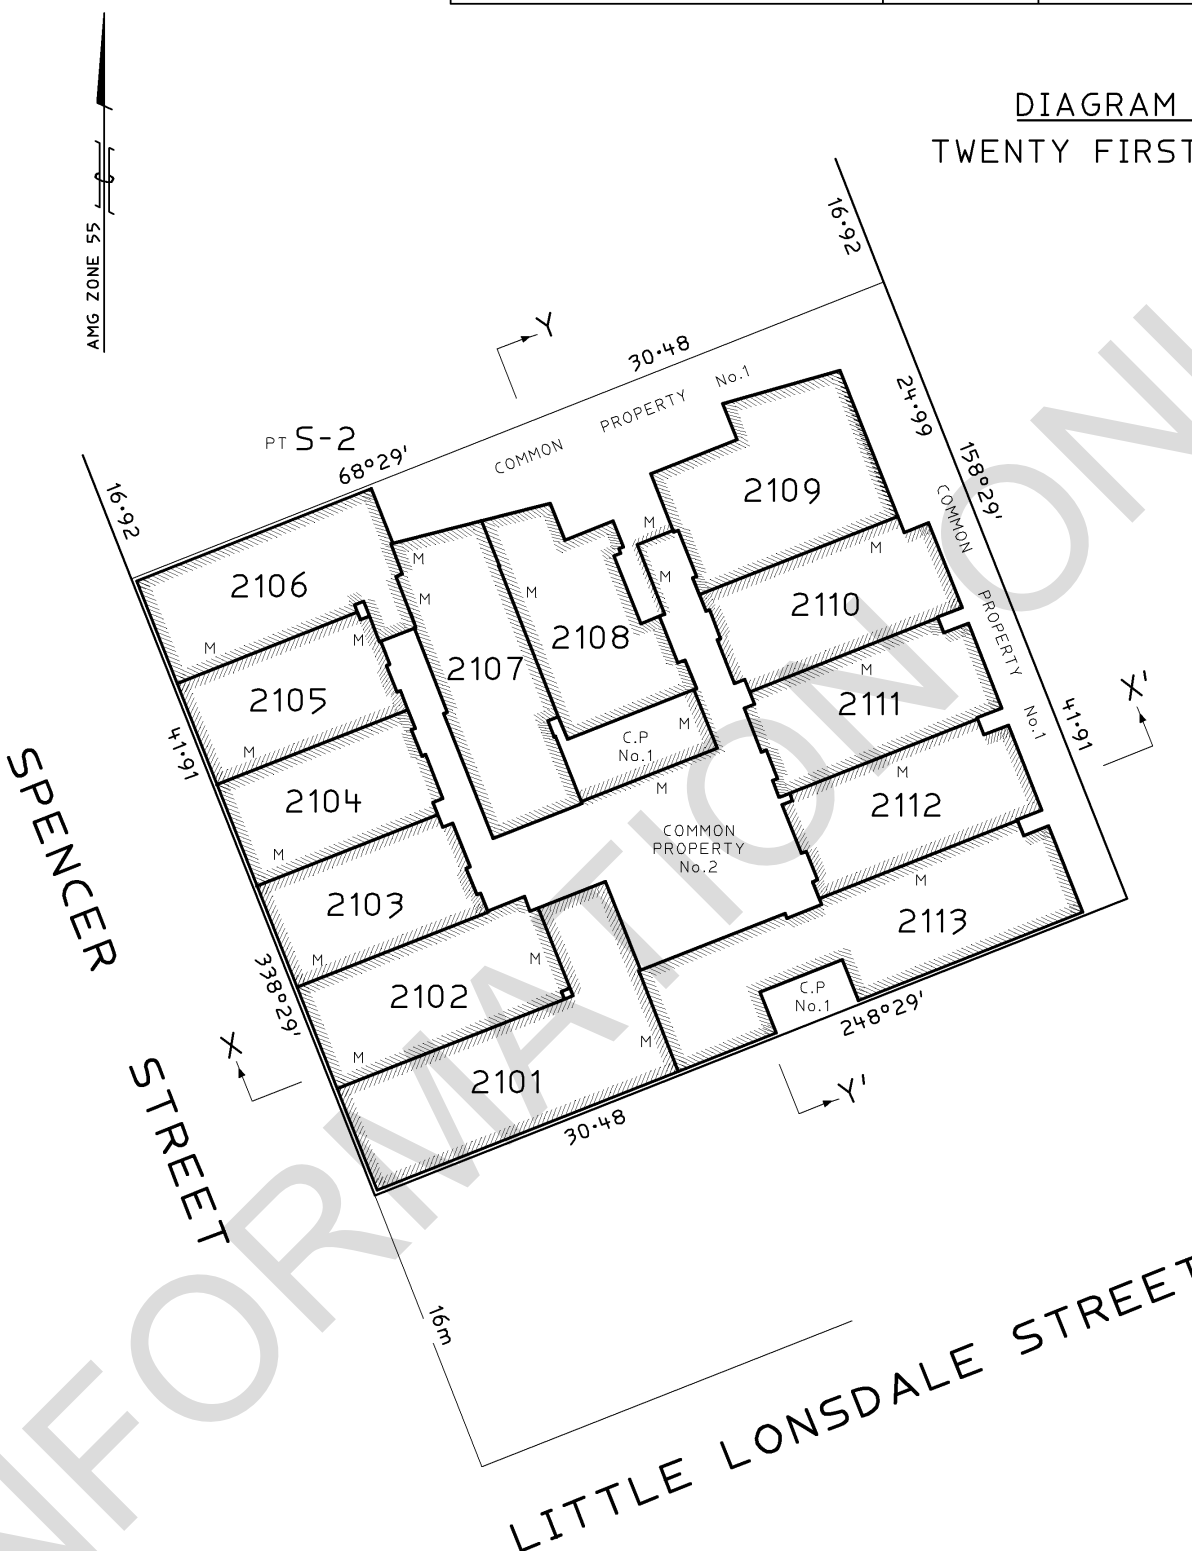 DIAGRAM
TWENTY FIRST
AMG ZONE 55
16·92
Y
30·48
COMMON PROPERTY No.1
24·99
158°29'
PT S-2
68°29'
16·92
2109
COMMON PROPERTY No.1
M
M
M
2106
M
M
M
2110
M
M
M
2108
2107
2105
M
2111
X'
41·91
M
C.P
No.1
41·91
M
M
2104
M
2112
COMMON
PROPERTY
No.2
M
SPENCER STREET
2103
M
2113
M
M
338°29'
2102
C.P
No.1
248°29'
X
M
M
2101
Y'
30·48
16m
LITTLE LONSDALE STREET
NFORMATION ON